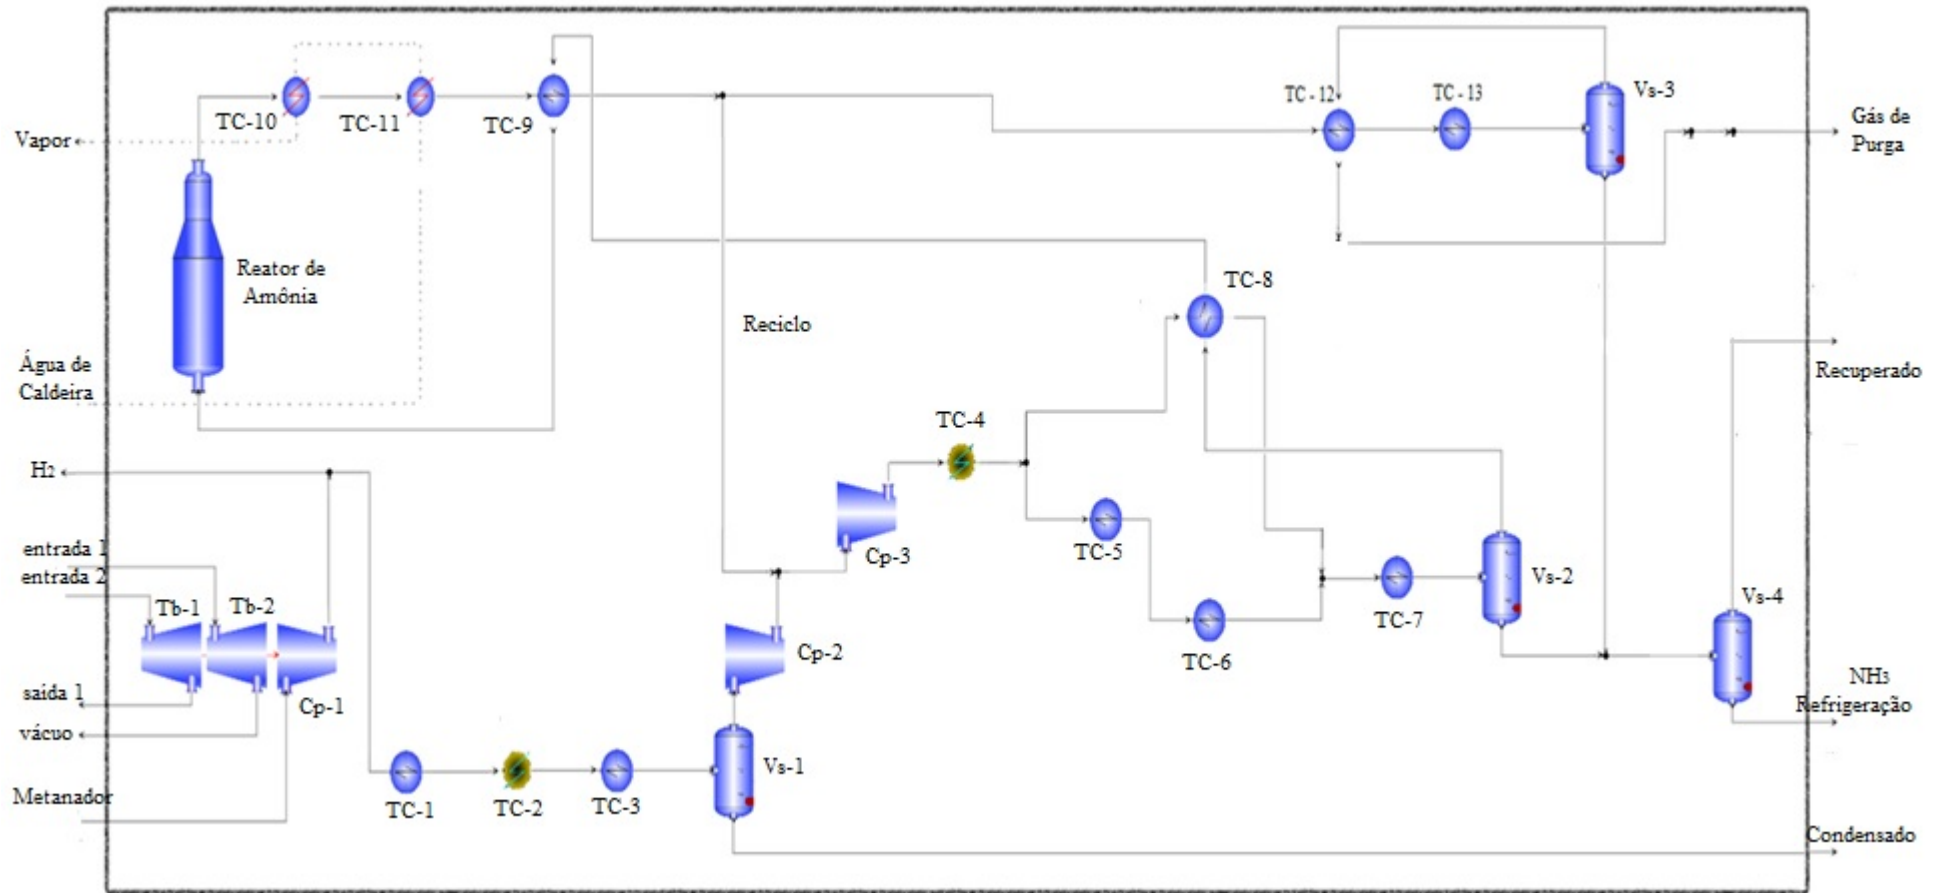 TC-10
TC-11
TC-9
TC - 12
TC - 13
Vs-3
Gás de
Purga
Vapor
Reator de
Amônia
TC-8
Reciclo
Água de
Caldeira
Recuperado
TC-4
H2
entrada 1
entrada 2
Cp-3
TC-5
TC-7
Vs-2
Vs-4
Tb-1
Tb-2
Cp-2
TC-6
saída 1
Cp-1
vácuo
NH3
Refrigeração
Vs-1
Metanador
TC-1
TC-2
TC-3
Condensado